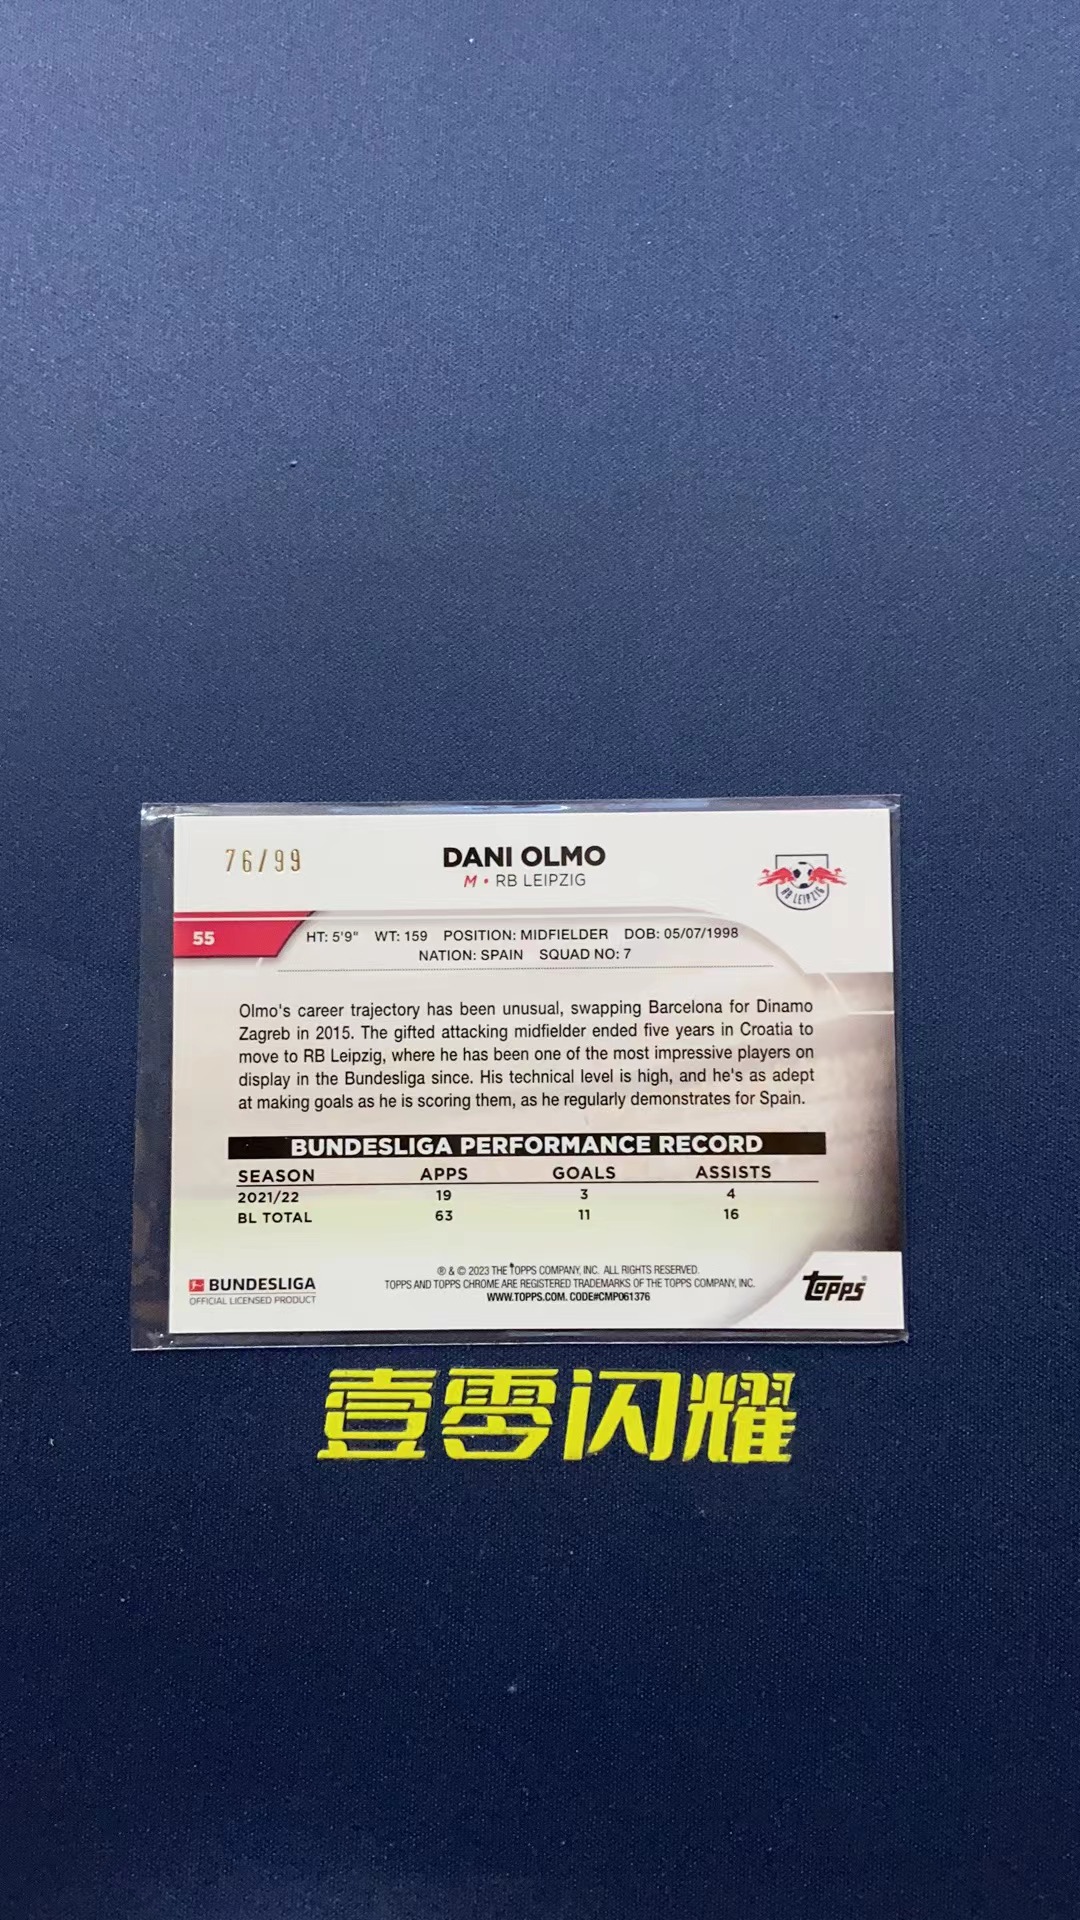 76/99
DANI OLMO
M • RB LEIPZIG
RB LEIPZIG
55
HT: 5'9" WT: 159 POSITION: MIDFIELDER DOB: 05/07/1998
NATION: SPAIN SQUAD NO: 7
Olmo's career trajectory has been unusual, swapping Barcelona for Dinamo
Zagreb in 2015. The gifted attacking midfielder ended five years in Croatia to
move to RB Leipzig, where he has been one of the most impressive players on
display in the Bundesliga since. His technical level is high, and he's as adept
at making goals as he is scoring them, as he regularly demonstrates for Spain.
BUNDESLIGA PERFORMANCE RECORD
SEASON APPS GOALS ASSISTS
2021/22 19 3 4
BL TOTAL 63 11 16
BUNDESLIGA
OFFICIAL LICENSED PRODUCT
® & © 2023 THE TOPPS COMPANY, INC. ALL RIGHTS RESERVED.
TOPPS AND TOPPS CHROME ARE REGISTERED TRADEMARKS OF THE TOPPS COMPANY, INC.
WWW.TOPPS.COM. CODE#CMP061376
topps®
壹零闪耀